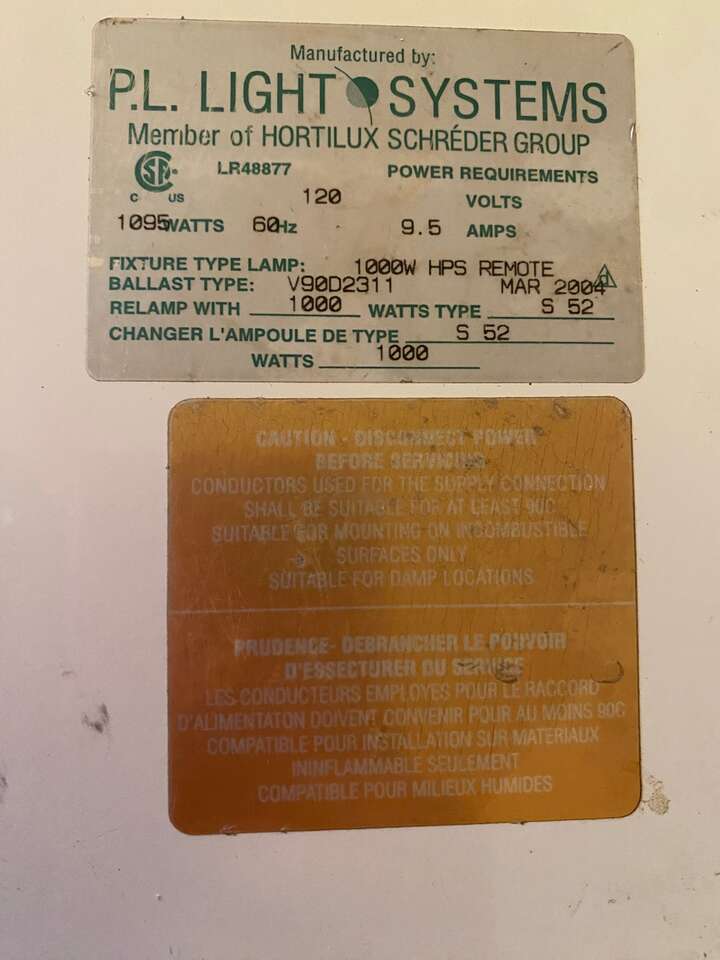 Manufactured by:
P.L. LIGHT SYSTEMS
Member of HORTILUX SCHRÉDER GROUP
CSA LR48877 POWER REQUIREMENTS
C US 120 VOLTS
1095 WATTS 60Hz 9.5 AMPS
FIXTURE TYPE LAMP: 1000W HPS REMOTE
BALLAST TYPE: V90D2311 MAR 2004
RELAMP WITH 1000 WATTS TYPE S 52
CHANGER L'AMPOULE DE TYPE S 52
WATTS 1000
CAUTION - DISCONNECT POWER
BEFORE SERVICING
CONDUCTORS USED FOR THE SUPPLY CONNECTION
SHALL BE SUITABLE FOR AT LEAST 90C
SUITABLE FOR MOUNTING ON INCOMBUSTIBLE
SURFACES ONLY
SUITABLE FOR DAMP LOCATIONS
PRUDENCE- DEBRANCHER LE POUVOIR
D'ESSECTURER DU SERVICE
LES CONDUCTEURS EMPLOYES POUR LE RACCORD
D'ALIMENTATON DOIVENT CONVENIR POUR AU MOINS 90C
COMPATIBLE POUR INSTALLATION SUR MATERIAUX
ININFLAMMABLE SEULEMENT
COMPATIBLE POUR MILIEUX HUMIDES